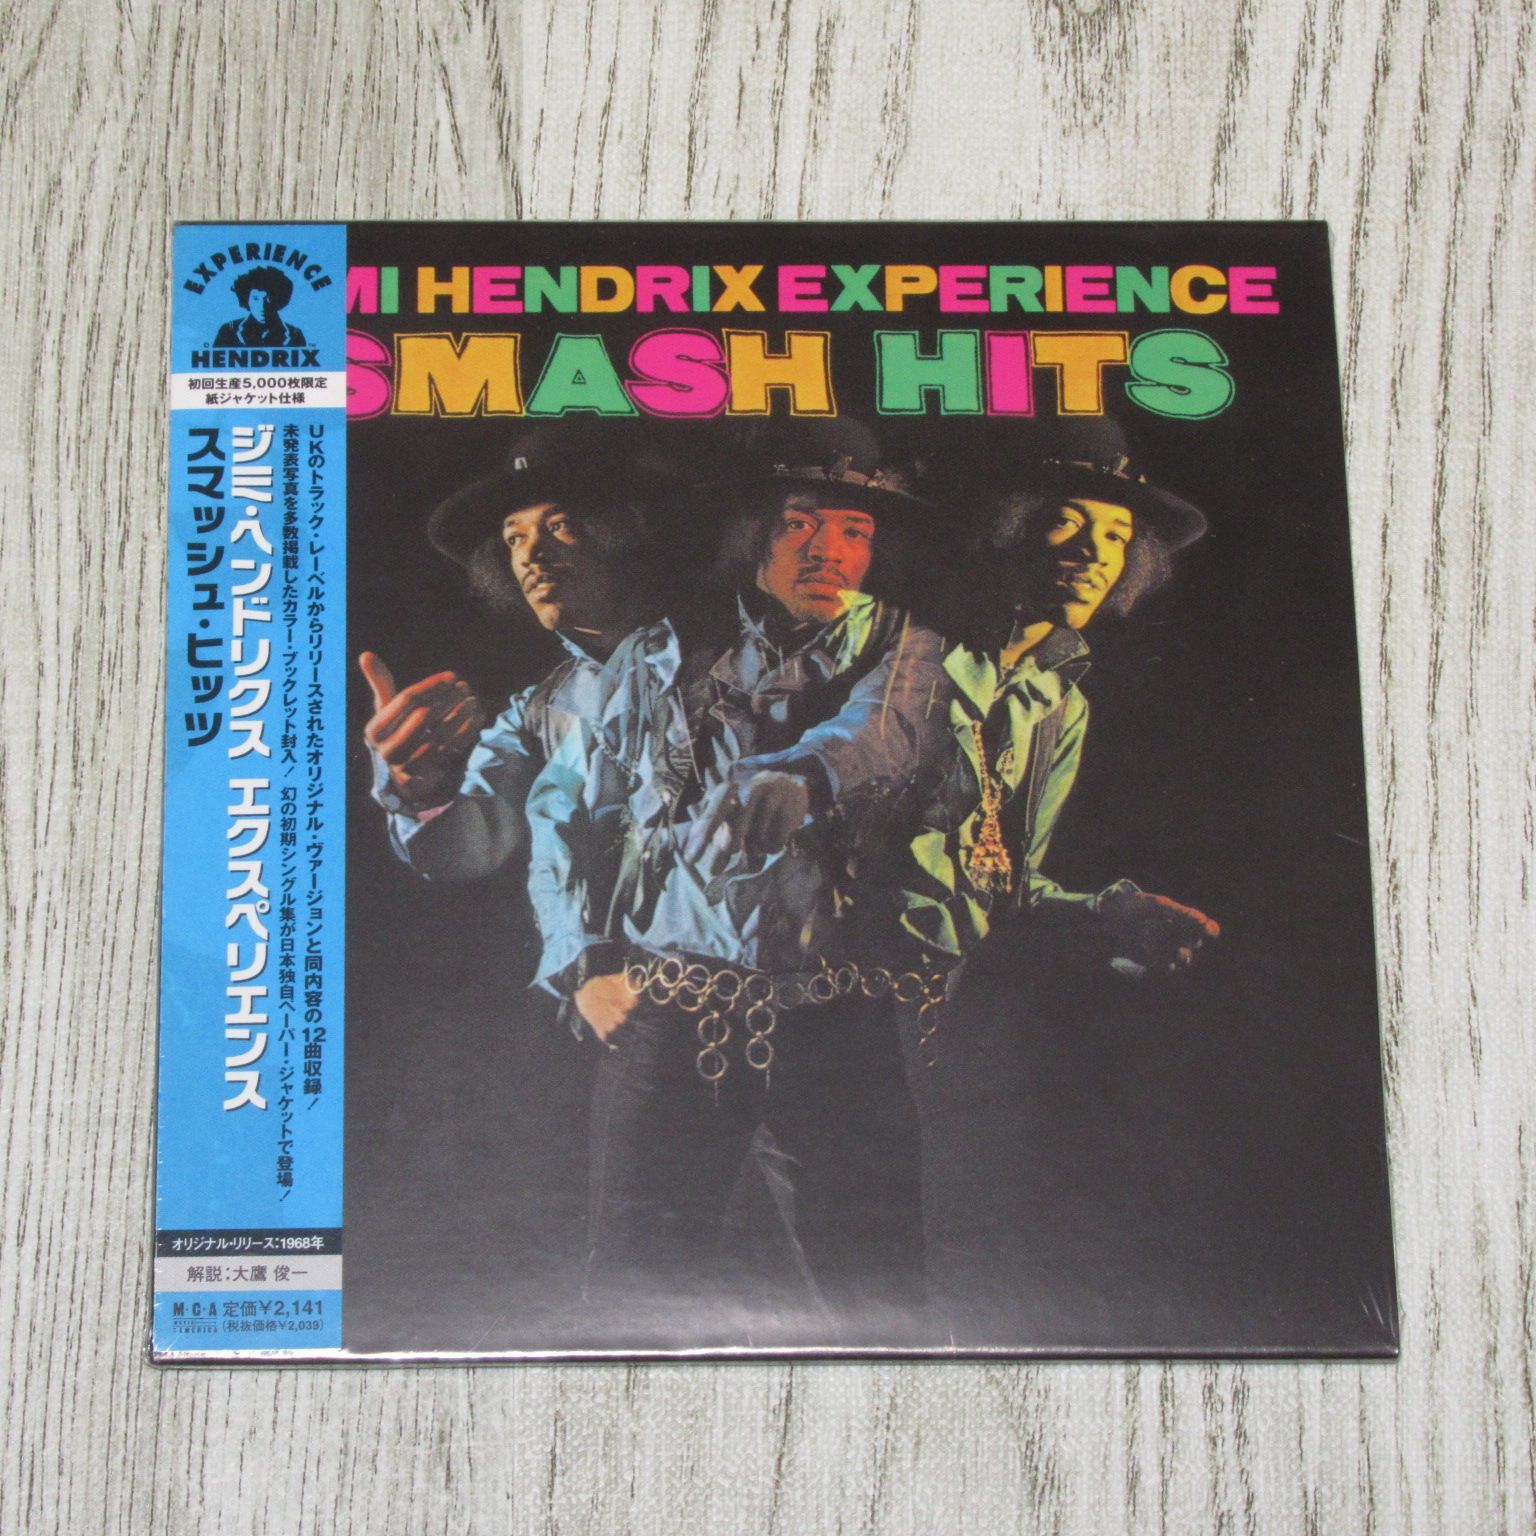 EXPERIENCE
HENDRIX
初回生産5,000枚限定
紙ジャケット仕様
UKのトラック・レーベルからリリースされたオリジナル・ヴァージョンと同内容の12曲収録!
未発表写真を多数掲載したカラー・ブックレット封入! 幻の初期シングル集が日本独自ペーパー・ジャケットで登場!
ジミ・ヘンドリクス エクスペリエンス
スマッシュ・ヒッツ
オリジナル・リリース:1968年
解説:大鷹 俊一
M・C・A 定価¥2,141
(税抜価格¥2,039)
MI HENDRIX EXPERIENCE
SMASH HITS